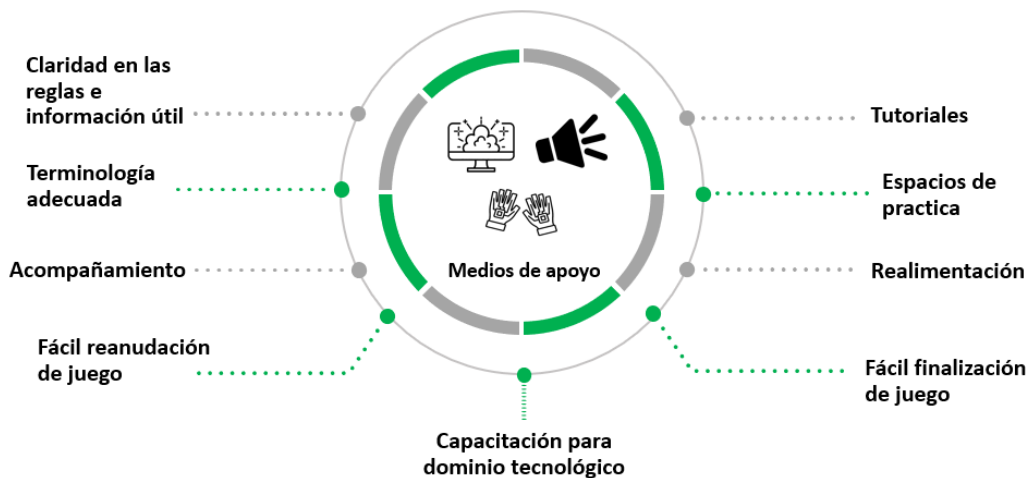 Claridad en las
reglas e
información útil
Terminología
adecuada
Acompañamiento
Fácil reanudación
de juego
Medios de apoyo
Capacitación para
dominio tecnológico
Tutoriales
Espacios de
practica
Realimentación
Fácil finalización
de juego